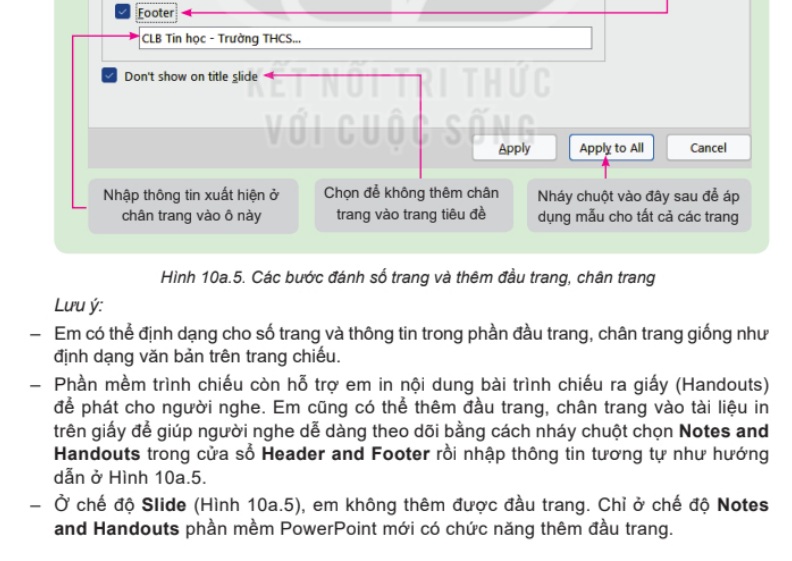 Footer
CLB Tin học - Trường THCS...
Don't show on title slide
KẾT NỐI TRI THỨC
VỚI CUỘC SỐNG
Apply
Apply to All
Cancel
Nhập thông tin xuất hiện ở
chân trang vào ô này
Chọn để không thêm chân
trang vào trang tiêu đề
Nháy chuột vào đây sau để áp
dụng mẫu cho tất cả các trang
Hình 10a.5. Các bước đánh số trang và thêm đầu trang, chân trang
Lưu ý:
– Em có thể định dạng cho số trang và thông tin trong phần đầu trang, chân trang giống như
định dạng văn bản trên trang chiếu.
– Phần mềm trình chiếu còn hỗ trợ em in nội dung bài trình chiếu ra giấy (Handouts)
để phát cho người nghe. Em cũng có thể thêm đầu trang, chân trang vào tài liệu in
trên giấy để giúp người nghe dễ dàng theo dõi bằng cách nháy chuột chọn Notes and
Handouts trong cửa sổ Header and Footer rồi nhập thông tin tương tự như hướng
dẫn ở Hình 10a.5.
– Ở chế độ Slide (Hình 10a.5), em không thêm được đầu trang. Chỉ ở chế độ Notes
and Handouts phần mềm PowerPoint mới có chức năng thêm đầu trang.